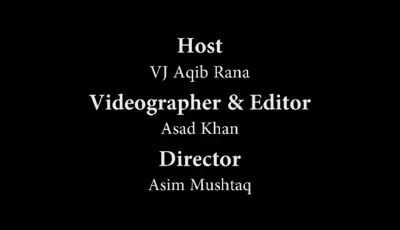 Host
VJ Aqib Rana
Videographer & Editor
Asad Khan
Director
Asim Mushtaq